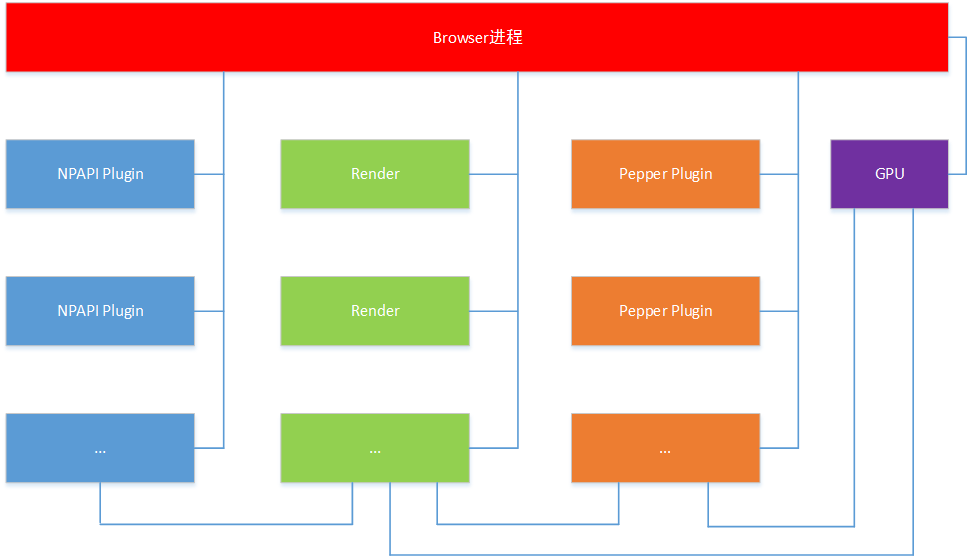 Browser进程
NPAPI Plugin
Render
Pepper Plugin
GPU
NPAPI Plugin
Render
Pepper Plugin
...
...
...